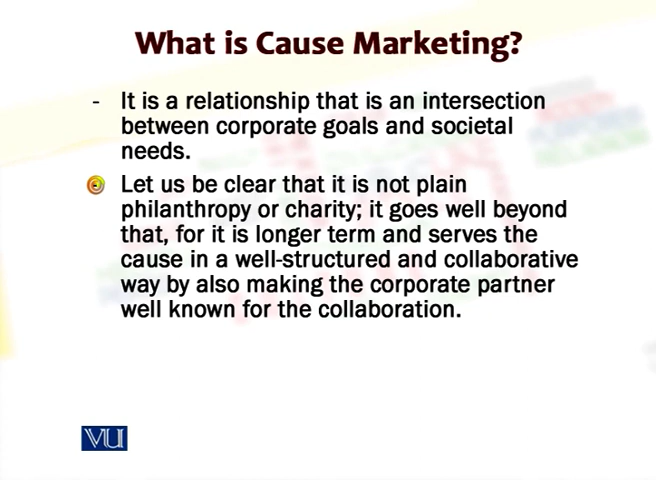 What is Cause Marketing?
- It is a relationship that is an intersection
between corporate goals and societal
needs.
Let us be clear that it is not plain
philanthropy or charity; it goes well beyond
that, for it is longer term and serves the
cause in a well-structured and collaborative
way by also making the corporate partner
well known for the collaboration.
VU